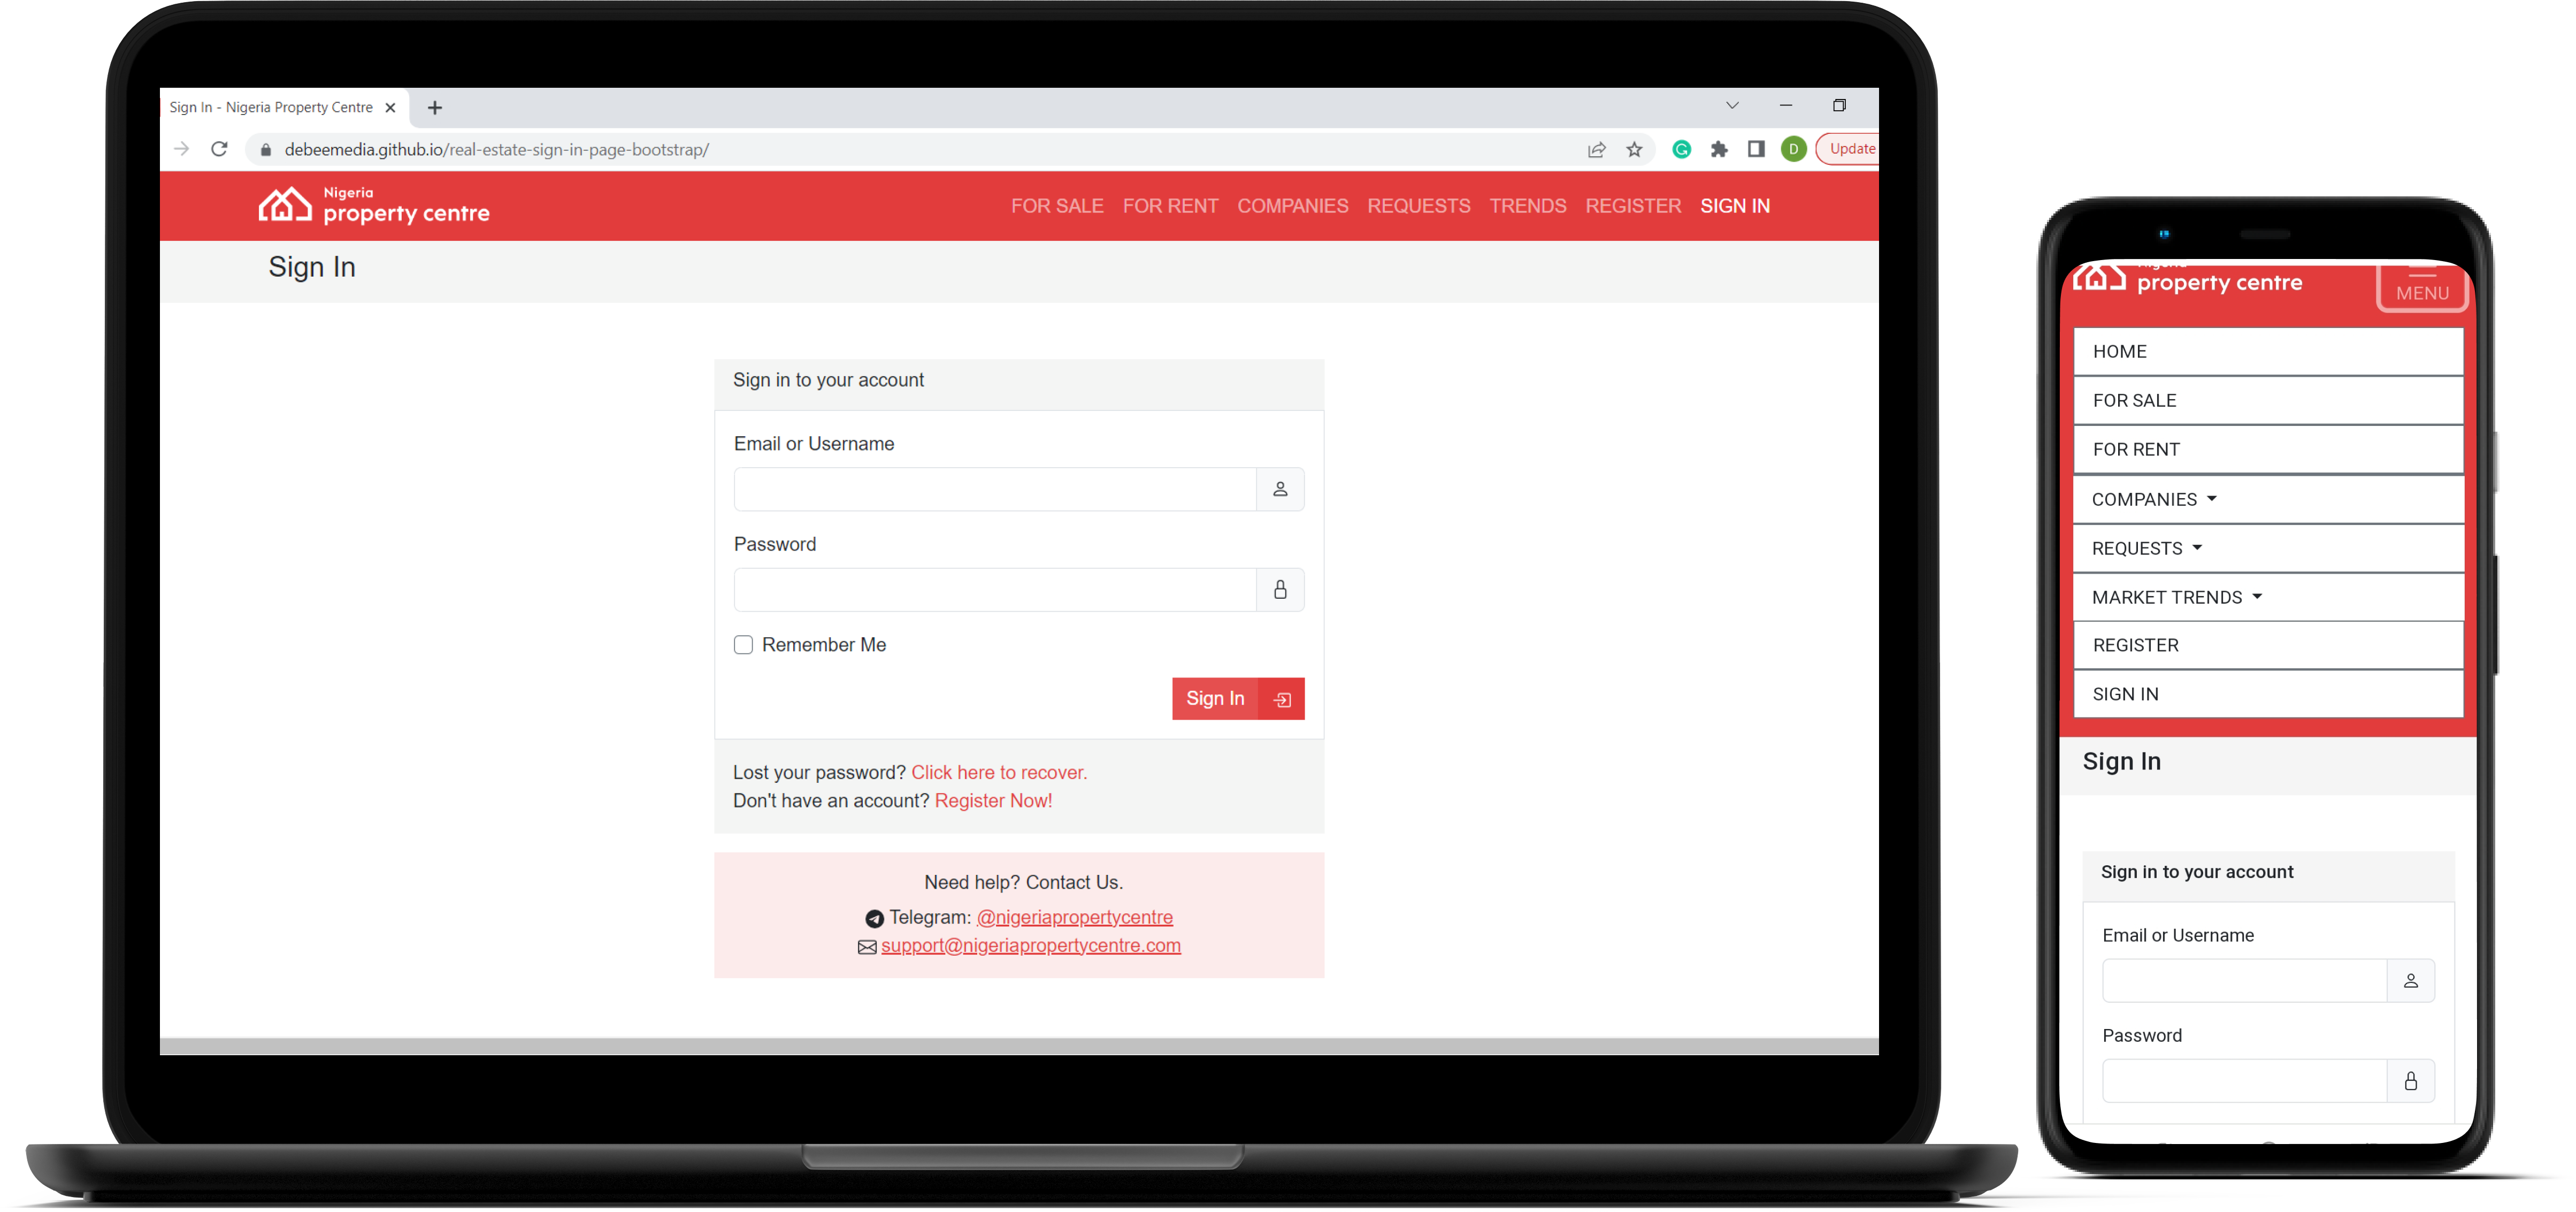 Sign In - Nigeria Property Centre
debeemedia.github.io/real-estate-sign-in-page-bootstrap/
D
Update
Nigeria
property centre
FOR SALE FOR RENT COMPANIES REQUESTS TRENDS REGISTER SIGN IN
Sign In
Sign in to your account
Email or Username
Password
Remember Me
Sign In
Lost your password? Click here to recover.
Don't have an account? Register Now!
Need help? Contact Us.
Telegram: @nigeriapropertycentre
support@nigeriapropertycentre.com
property centre
MENU
HOME
FOR SALE
FOR RENT
COMPANIES
REQUESTS
MARKET TRENDS
REGISTER
SIGN IN
Sign In
Sign in to your account
Email or Username
Password